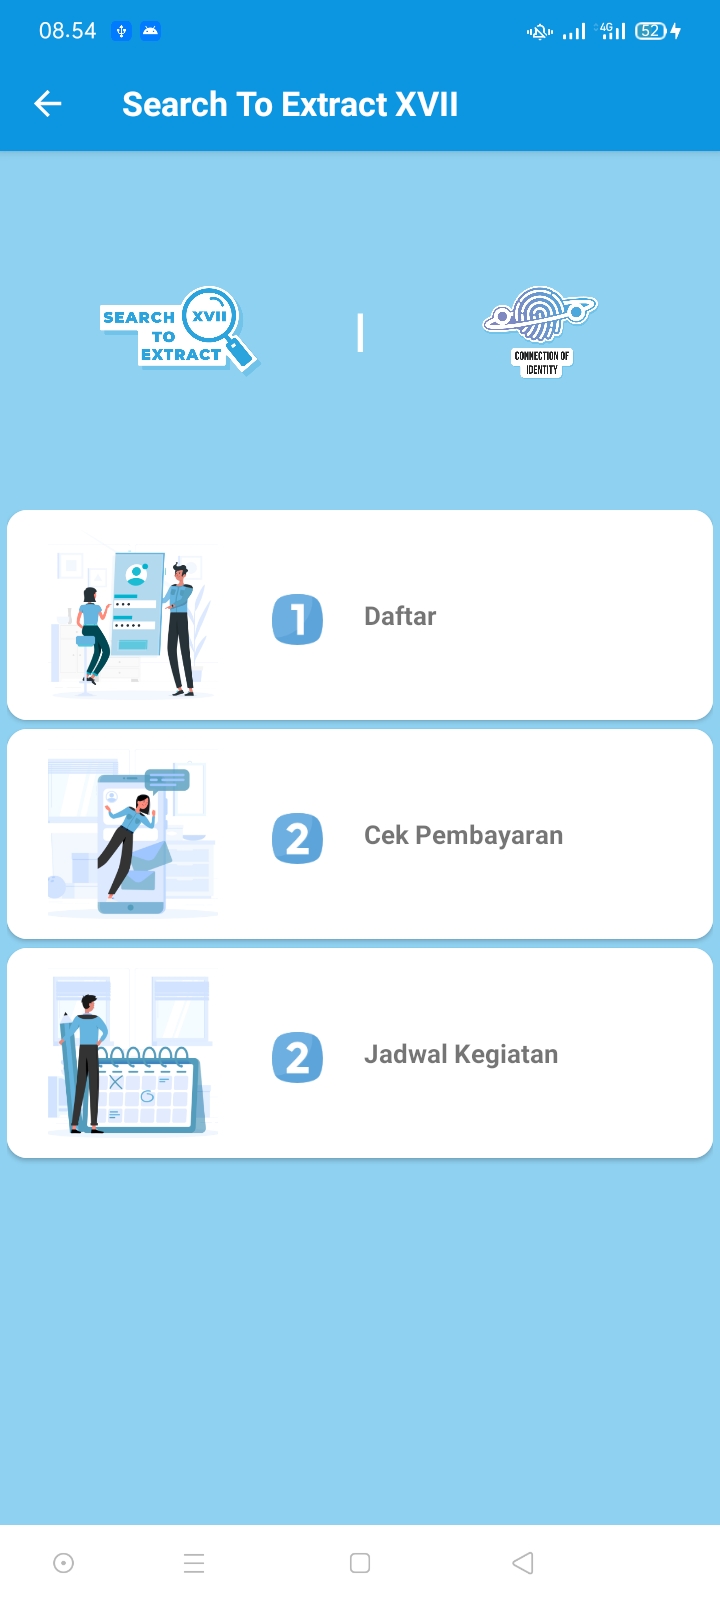 08.54
4G
52
Search To Extract XVII
SEARCH
XVII
TO
EXTRACT
CONNECTION OF
IDENTITY
1
Daftar
2
Cek Pembayaran
2
Jadwal Kegiatan